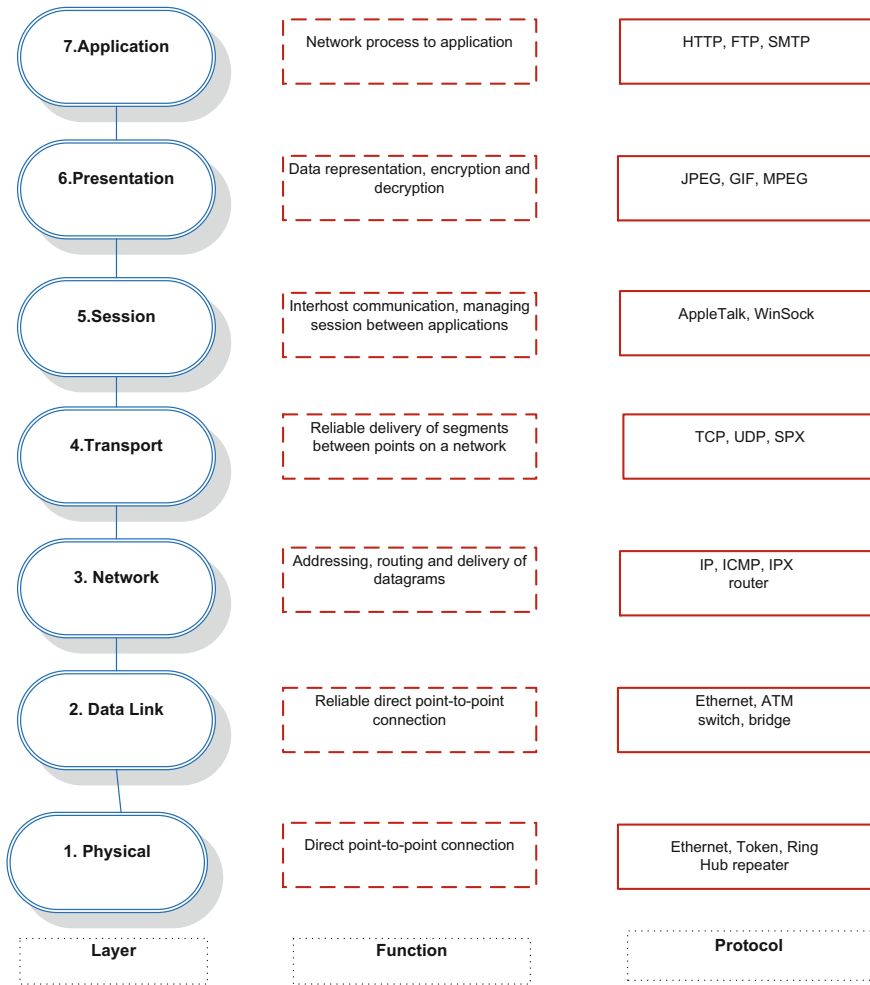 7.Application
Network process to application
HTTP, FTP, SMTP
6.Presentation
Data representation, encryption and
decryption
JPEG, GIF, MPEG
5.Session
Interhost communication, managing
session between applications
AppleTalk, WinSock
4.Transport
Reliable delivery of segments
between points on a network
TCP, UDP, SPX
3. Network
Addressing, routing and delivery of
datagrams
IP, ICMP, IPX
router
2. Data Link
Reliable direct point-to-point
connection
Ethernet, ATM
switch, bridge
1. Physical
Direct point-to-point connection
Ethernet, Token, Ring
Hub repeater
Layer
Function
Protocol